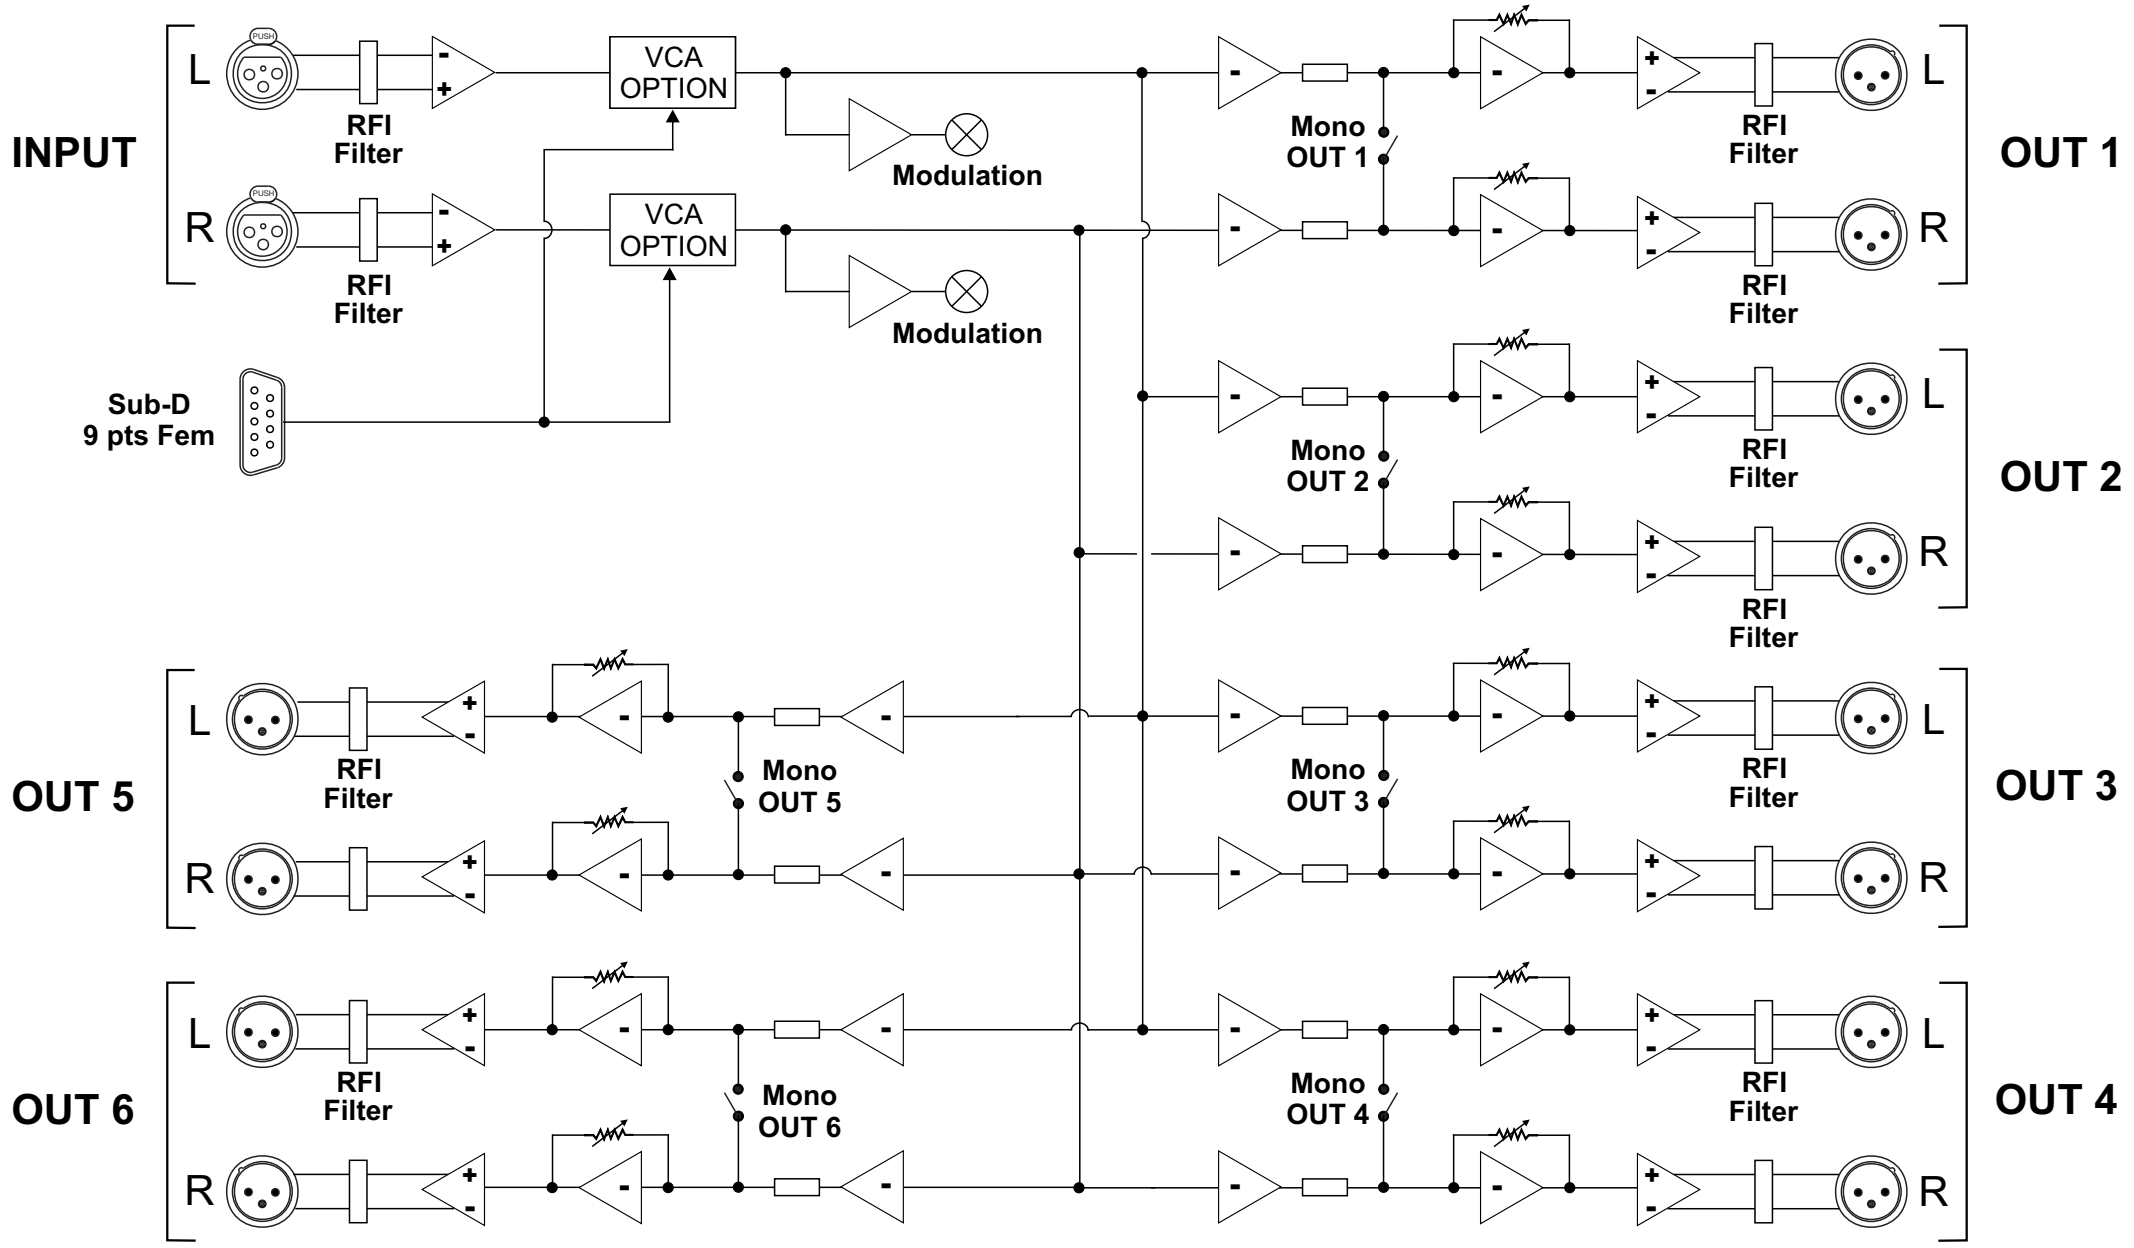 PUSH
L
RFI
Filter
- +
VCA
OPTION
Modulation
INPUT
PUSH
R
RFI
Filter
- +
VCA
OPTION
Modulation
Sub-D
9 pts Fem
-
Mono
OUT 1
-
+ -
RFI
Filter
L
OUT 1
-
-
+ -
RFI
Filter
R
-
Mono
OUT 2
-
+ -
RFI
Filter
L
OUT 2
-
-
+ -
RFI
Filter
R
L
RFI
Filter
+ -
-
Mono
OUT 5
-
OUT 5
R
+ -
-
-
-
Mono
OUT 3
-
+ -
RFI
Filter
L
OUT 3
-
-
+ -
R
L
RFI
Filter
+ -
-
Mono
OUT 6
-
OUT 6
R
+ -
-
-
-
Mono
OUT 4
-
+ -
RFI
Filter
L
OUT 4
-
-
+ -
R